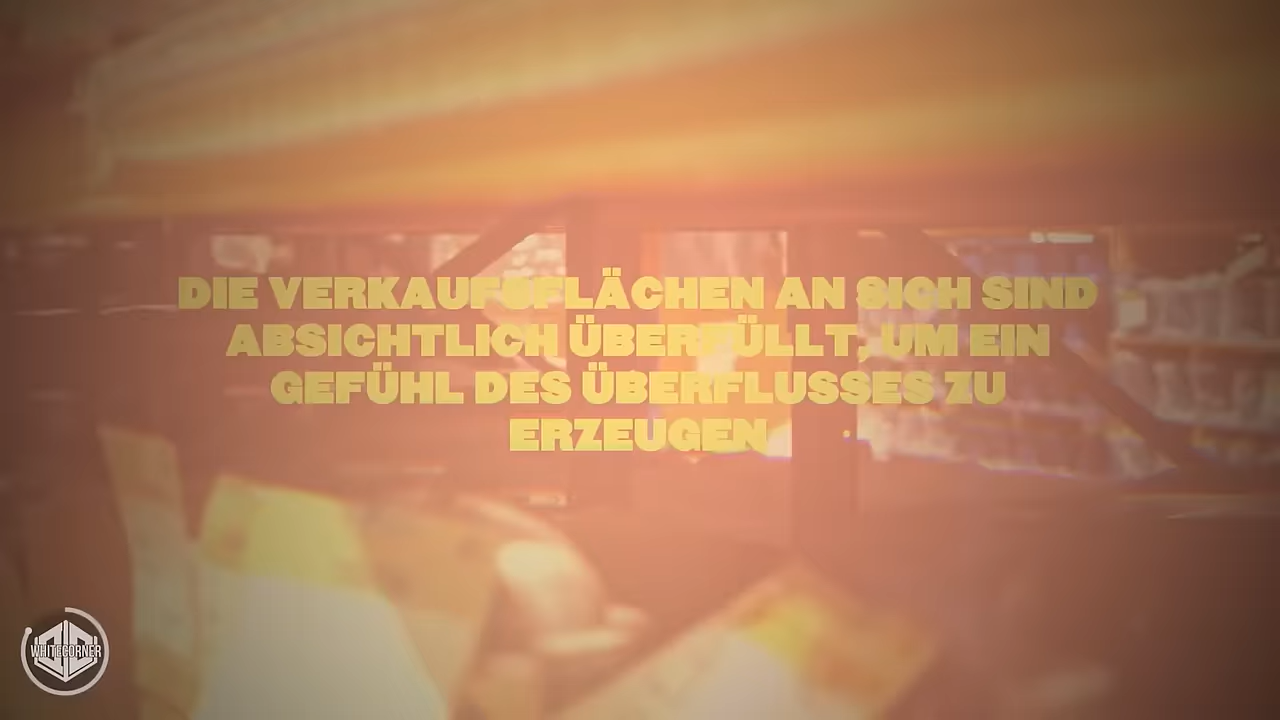 DIE VERKAUFSFLÄCHEN AN SICH SIND
ABSICHTLICH ÜBERFÜLLT, UM EIN
GEFÜHL DES ÜBERFLUSSES ZU
ERZEUGEN
WHITECORNER